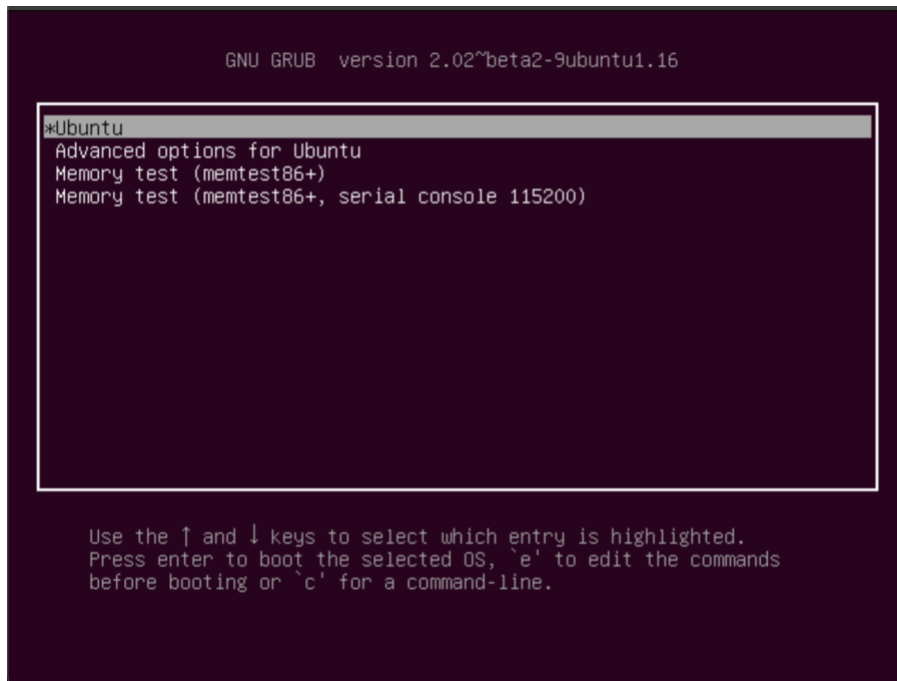 GNU GRUB  version 2.02~beta2-9ubuntu1.16
*Ubuntu
Advanced options for Ubuntu
Memory test (memtest86+)
Memory test (memtest86+, serial console 115200)
Use the ↑ and ↓ keys to select which entry is highlighted.
Press enter to boot the selected OS, `e' to edit the commands
before booting or `c' for a command-line.